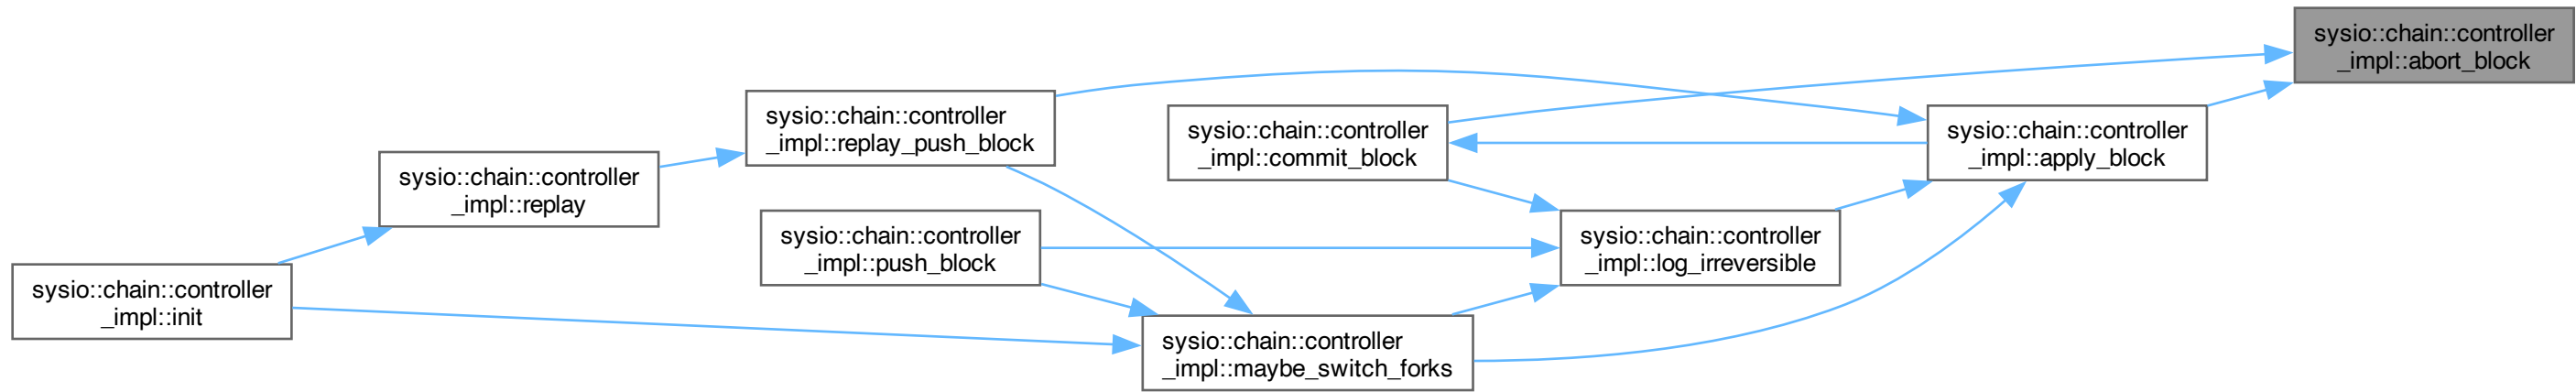 sysio::chain::controller
_impl::abort_block
sysio::chain::controller
_impl::replay_push_block
sysio::chain::controller
_impl::commit_block
sysio::chain::controller
_impl::apply_block
sysio::chain::controller
_impl::replay
sysio::chain::controller
_impl::push_block
sysio::chain::controller
_impl::log_irreversible
sysio::chain::controller
_impl::init
sysio::chain::controller
_impl::maybe_switch_forks